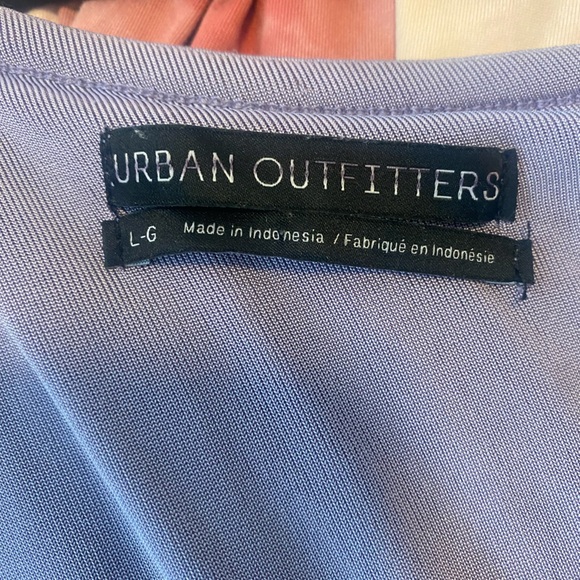 URBAN OUTFITTERS
L-G Made in Indonesia / Fabriqué en Indonésie